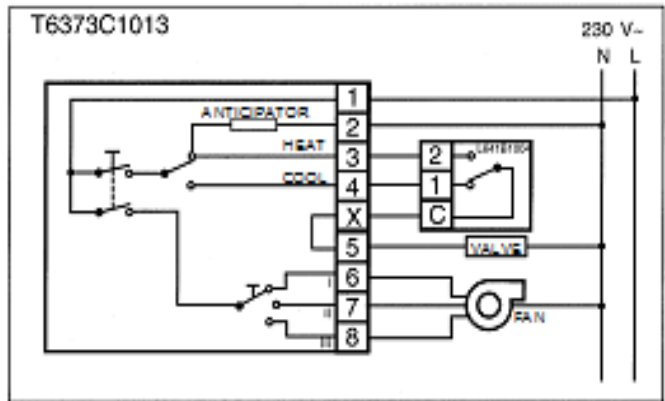 T6373C1013
230 V~
N L
1
ANTICIPATOR
2
HEAT
3
2
COOL
4
1
X
C
5
VALVE
6
I
7
II
FAN
8
III